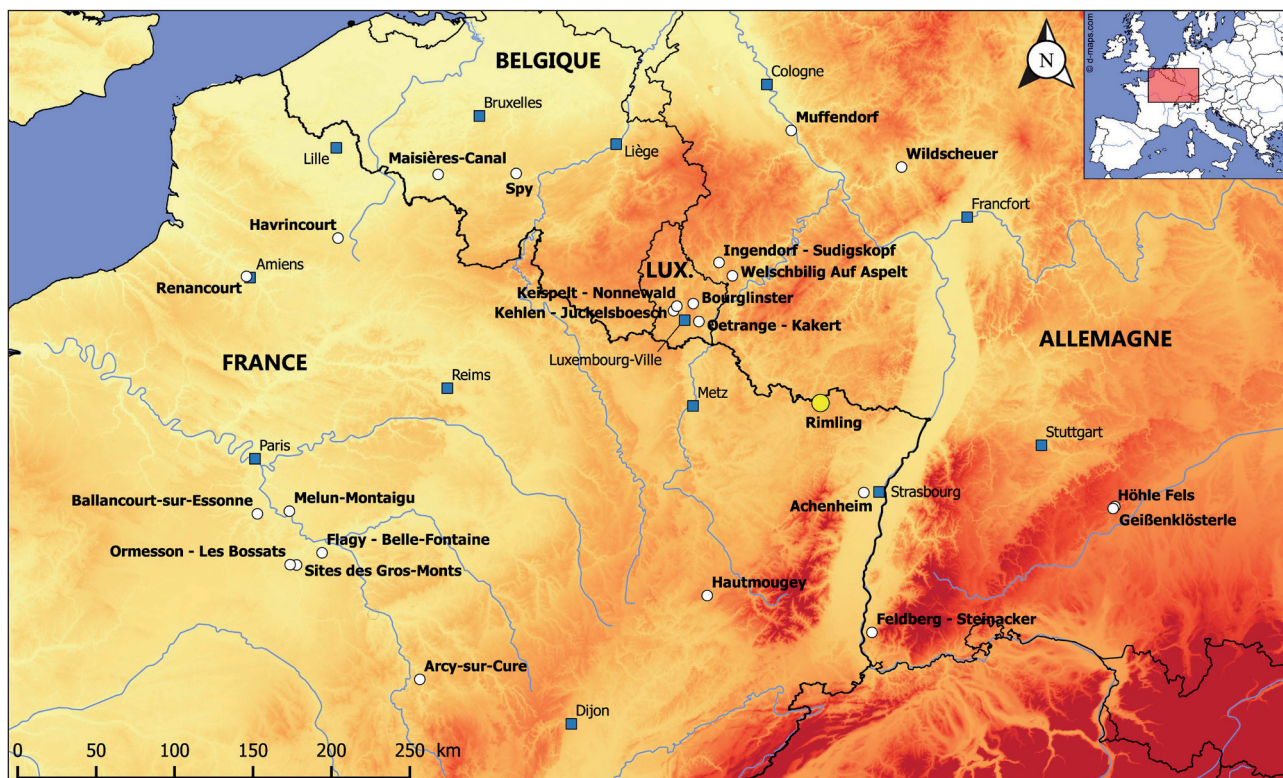 BELGIQUE
© d-maps.com
N
Cologne
Bruxelles
Muffendorf
Lille
Liège
Maisières-Canal
Wildscheuer
Spy
Francfort
Havrincourt
Ingendorf - Sudigskopf
Amiens
LUX.
Welschbilig Auf Aspelt
Renancourt
Keispelt - Nonnewald
Bourglinster
Kehlen - Juckelsboesch
Oetrange - Kakert
ALLEMAGNE
FRANCE
Luxembourg-Ville
Reims
Metz
Rimling
Paris
Stuttgart
Ballancourt-sur-Essonne
Melun-Montaigu
Strasbourg
Achenheim
Höhle Fels
Geißenklösterle
Flagy - Belle-Fontaine
Ormesson - Les Bossats
Sites des Gros-Monts
Hautmougey
Feldberg - Steinacker
Arcy-sur-Cure
Dijon
0 50 100 150 200 250 km